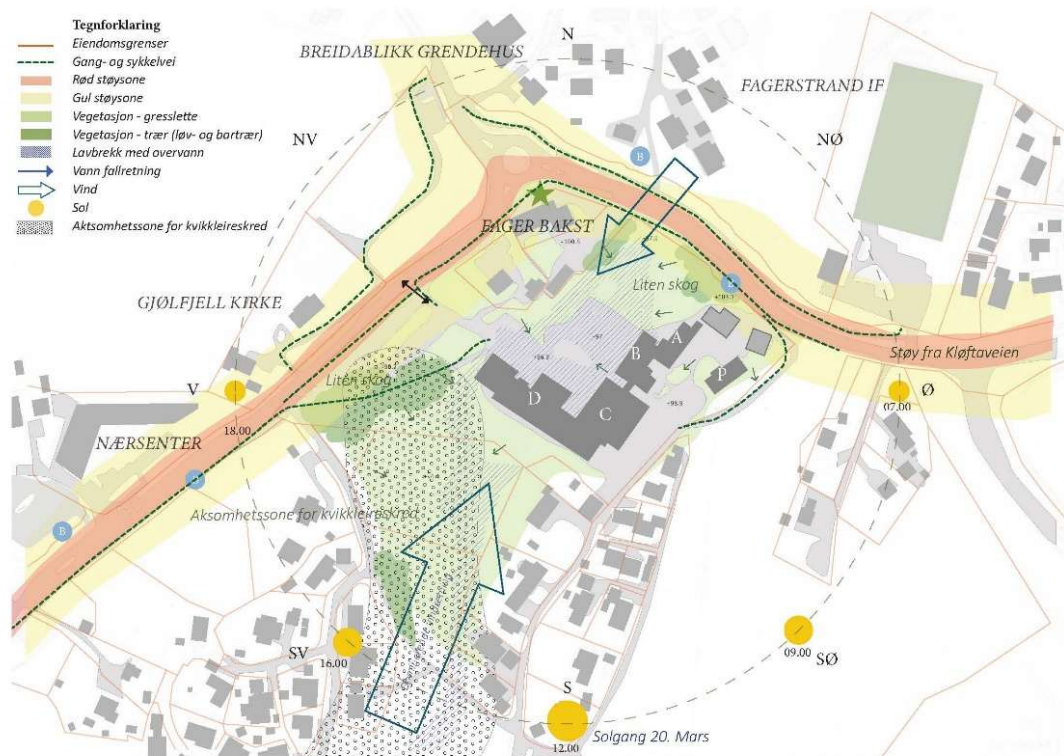 Tegnforklaring
Eiendomsgrenser
Gang- og sykkelvei
Rød støysone
Gul støysone
Vegetasjon - gresslette
Vegetasjon - trær (løv- og bartrær)
Lavbrekk med overvann
Vann fallretning
Vind
Sol
Aktsomhetssone for kvikkleireskred
BREIDABLIKK GRENDEHUS
N
FAGERSTRAND IF
NV
NØ
B
FAGER BAKST
Liten skog
GJØLFJELL KIRKE
A
B
P
Støy fra Kløftaveien
V
Liten skog
D
C
Ø
07.00
18.00
NÆRSENTER
Aksomhetssone for kvikkleireskred
B
SV
16.00
09.00
SØ
S
12.00
Solgang 20. Mars